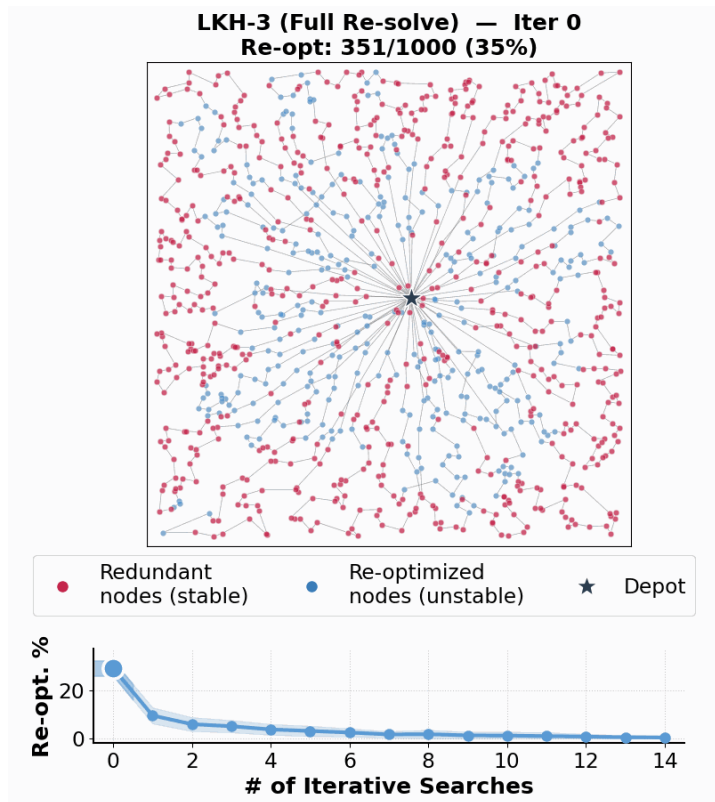 LKH-3 (Full Re-solve) — Iter 0
Re-opt: 351/1000 (35%)
Redundant
nodes (stable)
Re-optimized
nodes (unstable)
Depot
Re-opt. %
20
0
0 2 4 6 8 10 12 14
# of Iterative Searches